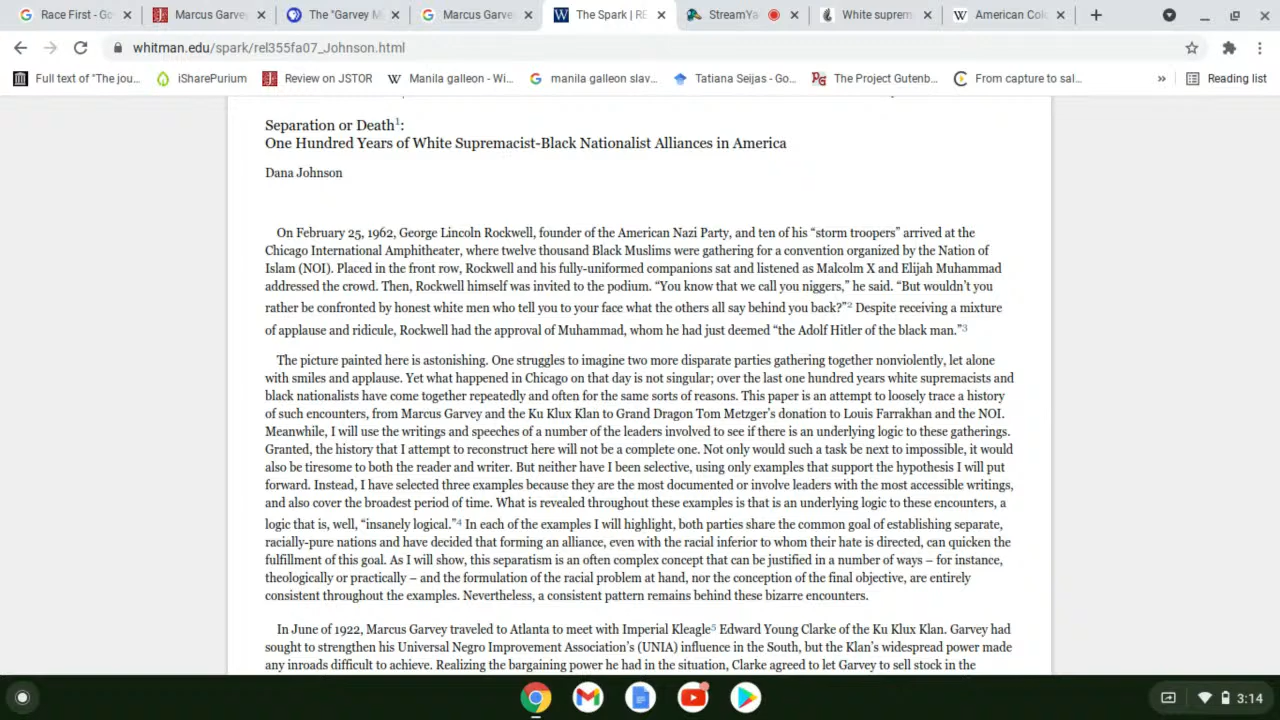 Race First - Go
Marcus Garve
The "Garvey M
Marcus Garve
The Spark | RE
StreamYa
White suprem
American Colo
whitman.edu/spark/rel355fa07_Johnson.html
Full text of "The jou...
iSharePurium
Review on JSTOR
Manila galleon - Wi...
manila galleon slav...
Tatiana Seijas - Go...
The Project Gutenb...
From capture to sal...
»
Reading list
Separation or Death1:
One Hundred Years of White Supremacist-Black Nationalist Alliances in America
Dana Johnson
On February 25, 1962, George Lincoln Rockwell, founder of the American Nazi Party, and ten of his “storm troopers” arrived at the
Chicago International Amphitheater, where twelve thousand Black Muslims were gathering for a convention organized by the Nation of
Islam (NOI). Placed in the front row, Rockwell and his fully-uniformed companions sat and listened as Malcolm X and Elijah Muhammad
addressed the crowd. Then, Rockwell himself was invited to the podium. “You know that we call you niggers,” he said. “But wouldn’t you
rather be confronted by honest white men who tell you to your face what the others all say behind you back?”2 Despite receiving a mixture
of applause and ridicule, Rockwell had the approval of Muhammad, whom he had just deemed “the Adolf Hitler of the black man.”3
The picture painted here is astonishing. One struggles to imagine two more disparate parties gathering together nonviolently, let alone
with smiles and applause. Yet what happened in Chicago on that day is not singular; over the last one hundred years white supremacists and
black nationalists have come together repeatedly and often for the same sorts of reasons. This paper is an attempt to loosely trace a history
of such encounters, from Marcus Garvey and the Ku Klux Klan to Grand Dragon Tom Metzger’s donation to Louis Farrakhan and the NOI.
Meanwhile, I will use the writings and speeches of a number of the leaders involved to see if there is an underlying logic to these gatherings.
Granted, the history that I attempt to reconstruct here will not be a complete one. Not only would such a task be next to impossible, it would
also be tiresome to both the reader and writer. But neither have I been selective, using only examples that support the hypothesis I will put
forward. Instead, I have selected three examples because they are the most documented or involve leaders with the most accessible writings,
and also cover the broadest period of time. What is revealed throughout these examples is that is an underlying logic to these encounters, a
logic that is, well, “insanely logical.”4 In each of the examples I will highlight, both parties share the common goal of establishing separate,
racially-pure nations and have decided that forming an alliance, even with the racial inferior to whom their hate is directed, can quicken the
fulfillment of this goal. As I will show, this separatism is an often complex concept that can be justified in a number of ways – for instance,
theologically or practically – and the formulation of the racial problem at hand, nor the conception of the final objective, are entirely
consistent throughout the examples. Nevertheless, a consistent pattern remains behind these bizarre encounters.
In June of 1922, Marcus Garvey traveled to Atlanta to meet with Imperial Kleagle5 Edward Young Clarke of the Ku Klux Klan. Garvey had
sought to strengthen his Universal Negro Improvement Association’s (UNIA) influence in the South, but the Klan’s widespread power made
any inroads difficult to achieve. Realizing the bargaining power he had in the situation, Clarke agreed to let Garvey to sell stock in the
3:14